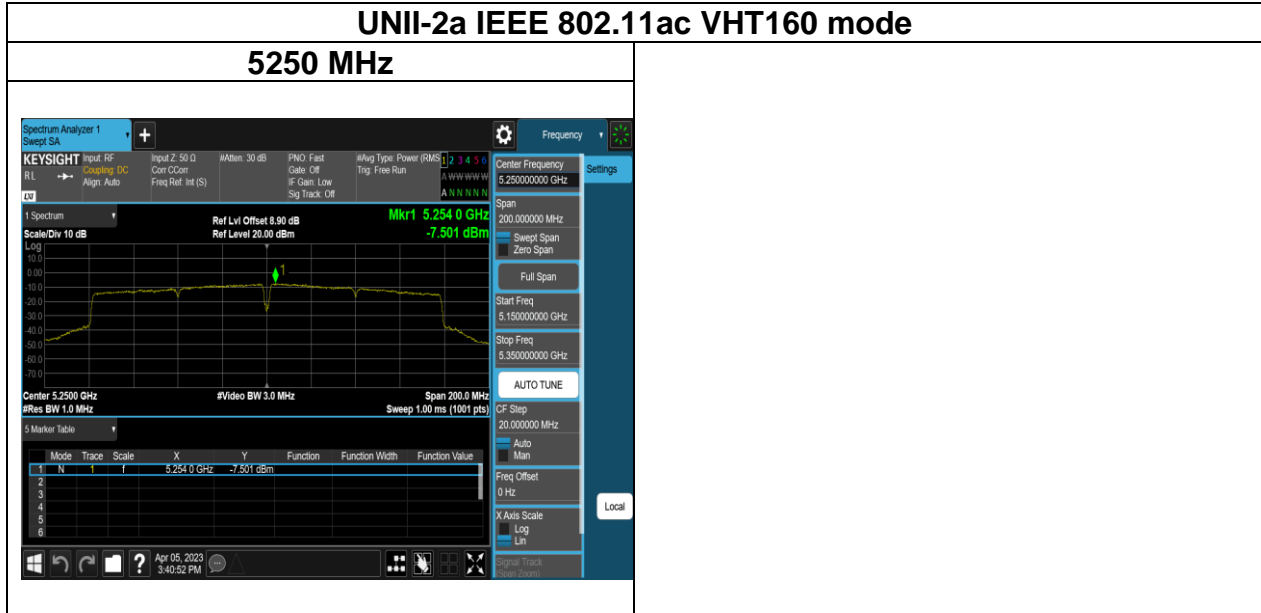 UNII-2a IEEE 802.11ac VHT160 mode
5250 MHz
Spectrum Analyzer 1
Swept SA
+
Frequency
KEYSIGHT
RL
LXI
Input: RF
Coupling: DC
Align: Auto
Input Z: 50 Ω
Corr CCorr
Freq Ref: Int (S)
#Atten: 30 dB
PNO: Fast
Gate: Off
IF Gain: Low
Sig Track: Off
#Avg Type: Power (RMS
Trig: Free Run
1 2 3 4 5 6
A W W W W W
A N N N N N
1 Spectrum
Scale/Div 10 dB
Ref Lvl Offset 8.90 dB
Ref Level 20.00 dBm
Mkr1 5.254 0 GHz
-7.501 dBm
Log
10.0
0.00
-10.0
-20.0
-30.0
-40.0
-50.0
-60.0
-70.0
1
Center 5.2500 GHz
#Res BW 1.0 MHz
#Video BW 3.0 MHz
Span 200.0 MHz
Sweep 1.00 ms (1001 pts)
5 Marker Table
Mode Trace Scale X Y Function Function Width Function Value
1 N 1 f 5.254 0 GHz -7.501 dBm
2
3
4
5
6
Apr 05, 2023
3:40:52 PM
?
Center Frequency
5.250000000 GHz
Settings
Span
200.000000 MHz
Swept Span
Zero Span
Full Span
Start Freq
5.150000000 GHz
Stop Freq
5.350000000 GHz
AUTO TUNE
CF Step
20.000000 MHz
Auto
Man
Freq Offset
0 Hz
X Axis Scale
Log
Lin
Signal Track
(Span Zoom)
Local